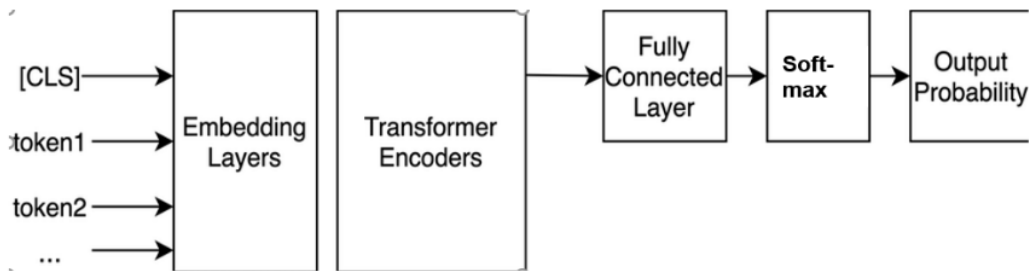 [CLS]
token1
token2
...
Embedding
Layers
Transformer
Encoders
Fully
Connected
Layer
Soft-
max
Output
Probability